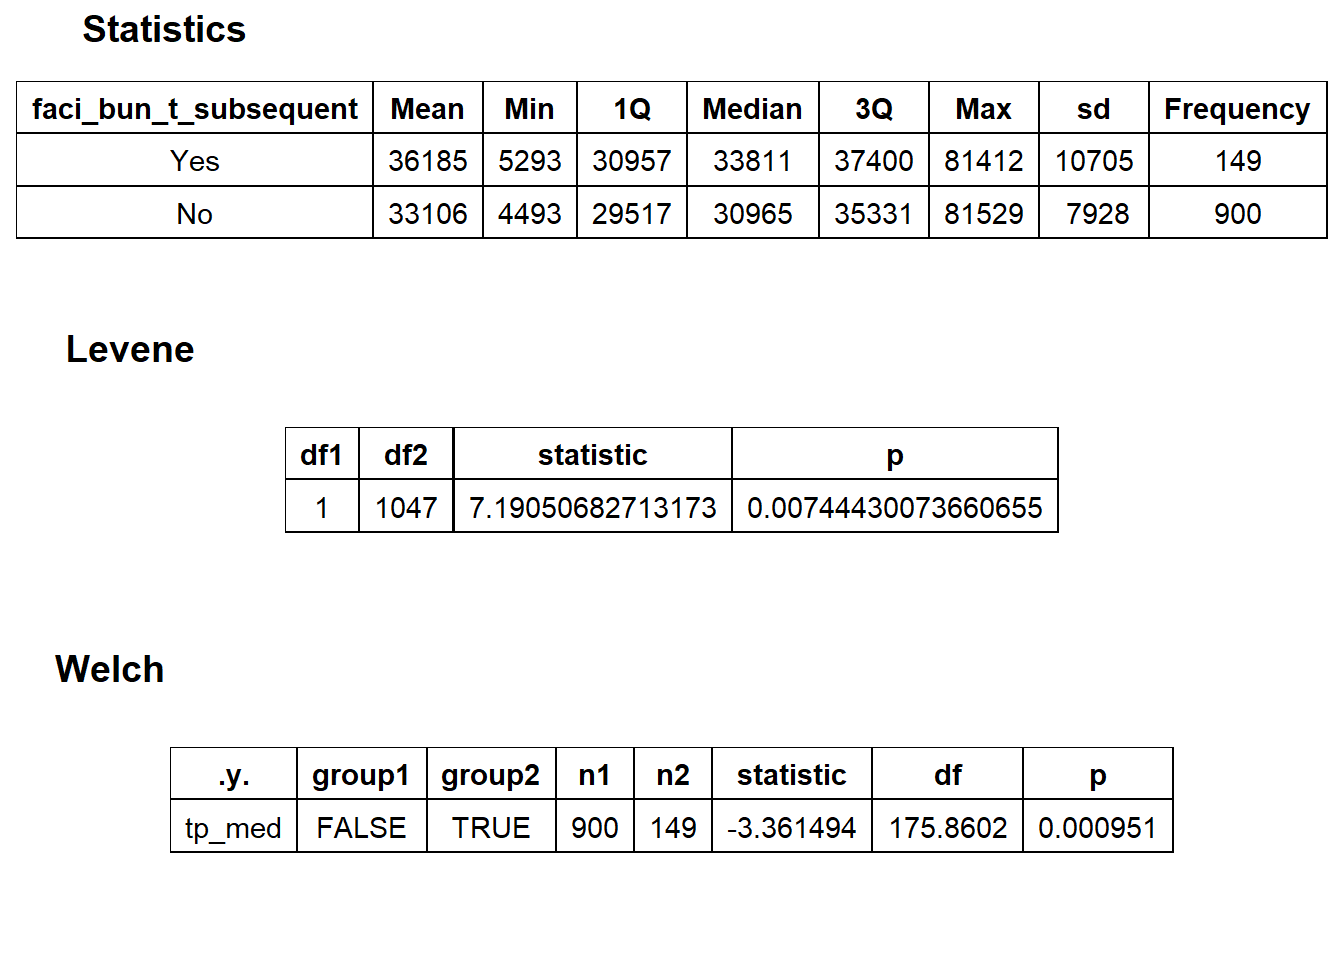 Statistics
faci_bun_t_subsequent Mean Min 1Q Median 3Q Max sd Frequency
Yes 36185 5293 30957 33811 37400 81412 10705 149
No 33106 4493 29517 30965 35331 81529 7928 900
Levene
df1 df2 statistic p
1 1047 7.19050682713173 0.00744430073660655
Welch
.y. group1 group2 n1 n2 statistic df p
tp_med FALSE TRUE 900 149 -3.361494 175.8602 0.000951